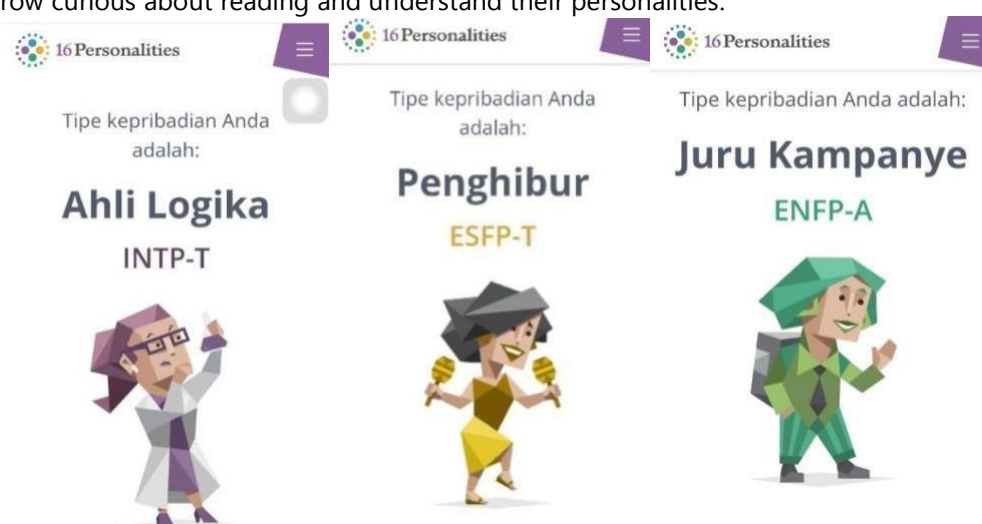 row curious about reading and understand their personalities.
16Personalities
Tipe kepribadian Anda
adalah:
Ahli Logika
INTP-T
16Personalities
Tipe kepribadian Anda
adalah:
Penghibur
ESFP-T
16Personalities
Tipe kepribadian Anda adalah:
Juru Kampanye
ENFP-A